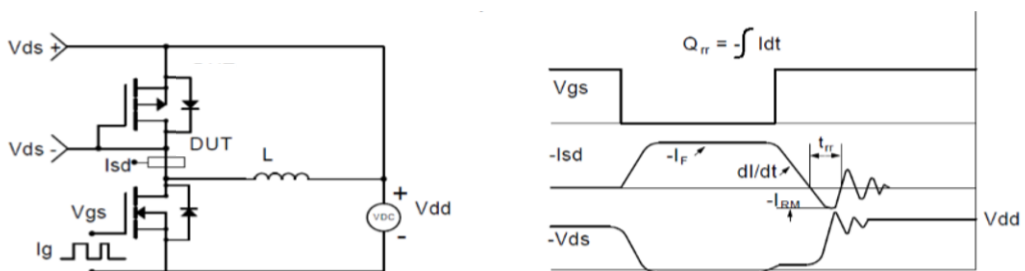 Vds +
Vds -
DUT
Isd
L
Vgs
Ig
VDC
+
-
Vdd
Qrr = -∫ Idt
Vgs
-Isd
-IF
dI/dt
trr
-IRM
-Vds
Vdd